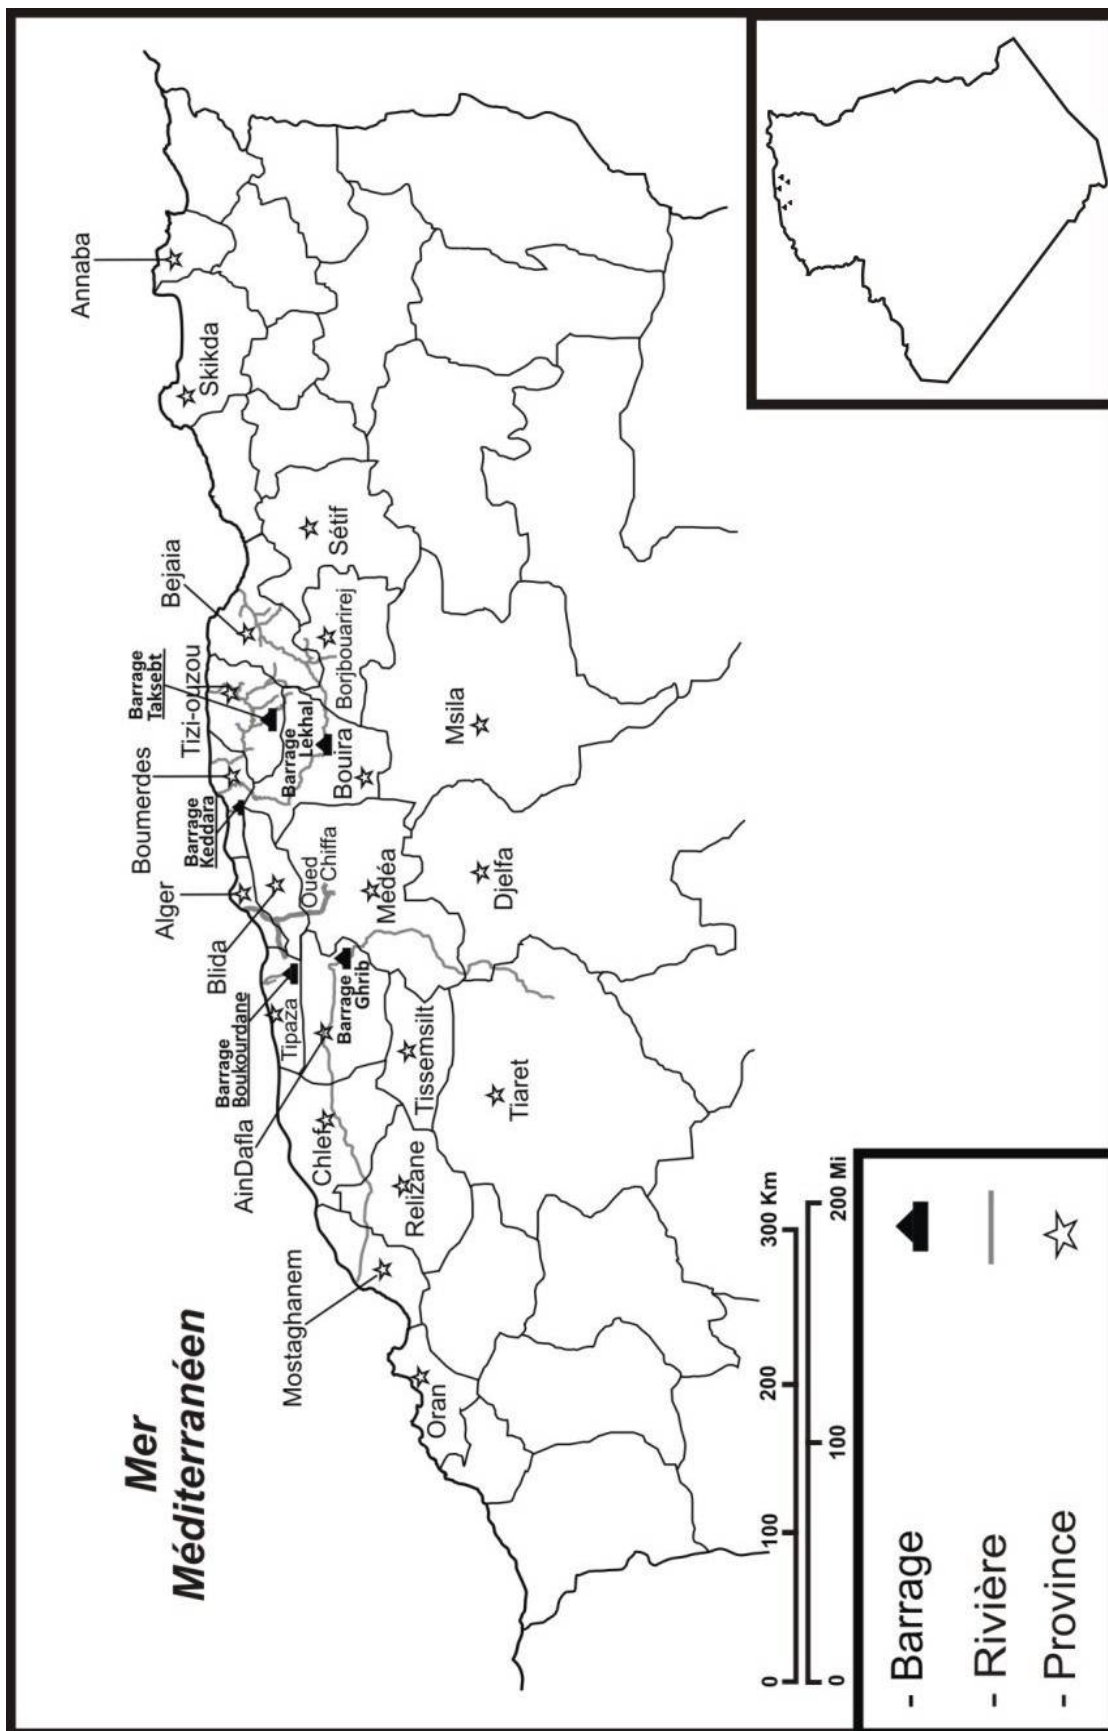 Mer
Méditerranéen
Annaba
Skikda
Bejaia
Sétif
Barrage
Taksebt
Tizi-ouzou
Borjbouarirej
Barrage
Lekhal
Bouira
Msila
Boumerdes
Barrage
Keddara
Alger
Blida
Oued
Chiffa
Médéa
Djelfa
Barrage
Boukourdane
Tipaza
Barrage
Ghrib
AinDafla
Tissemsilt
Tiaret
Chlef
Relizane
Mostaghanem
Oran
0 100 200 300 Km
0 100 200 Mi
- Barrage
- Rivière
- Province